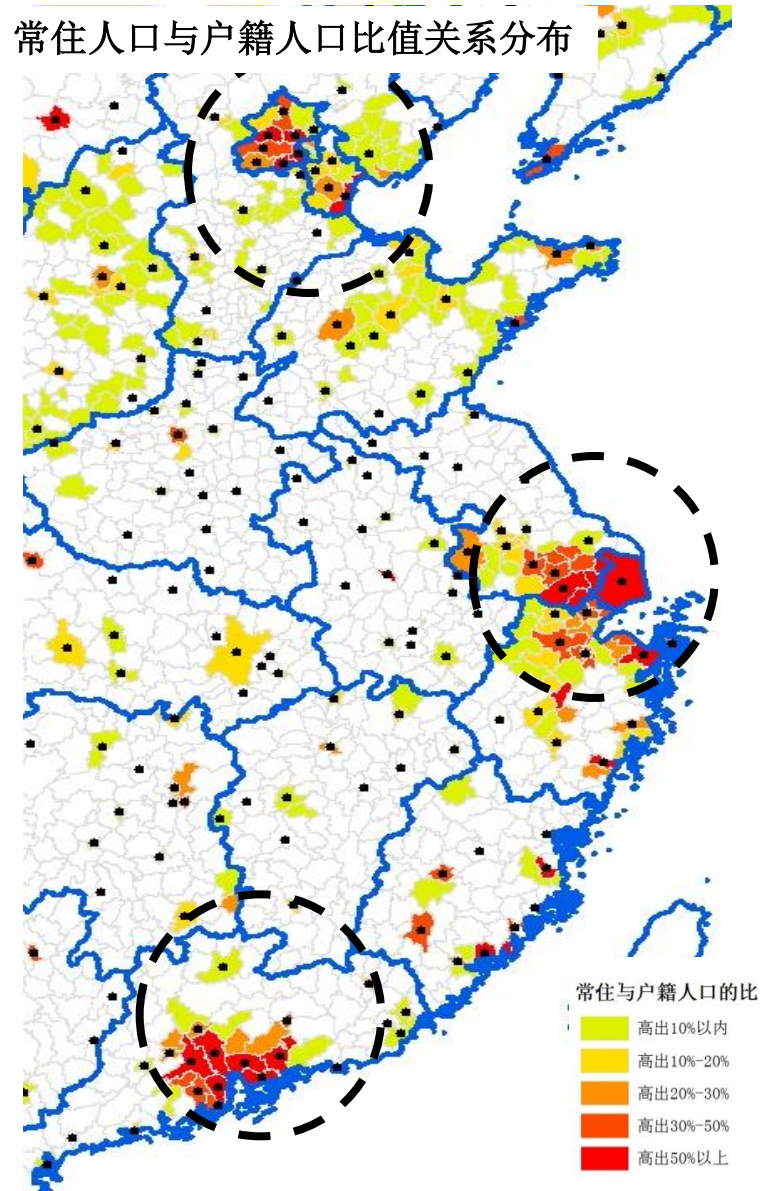 常住人口与户籍人口比值关系分布
常住与户籍人口的比
高出10%以内
高出10%-20%
高出20%-30%
高出30%-50%
高出50%以上